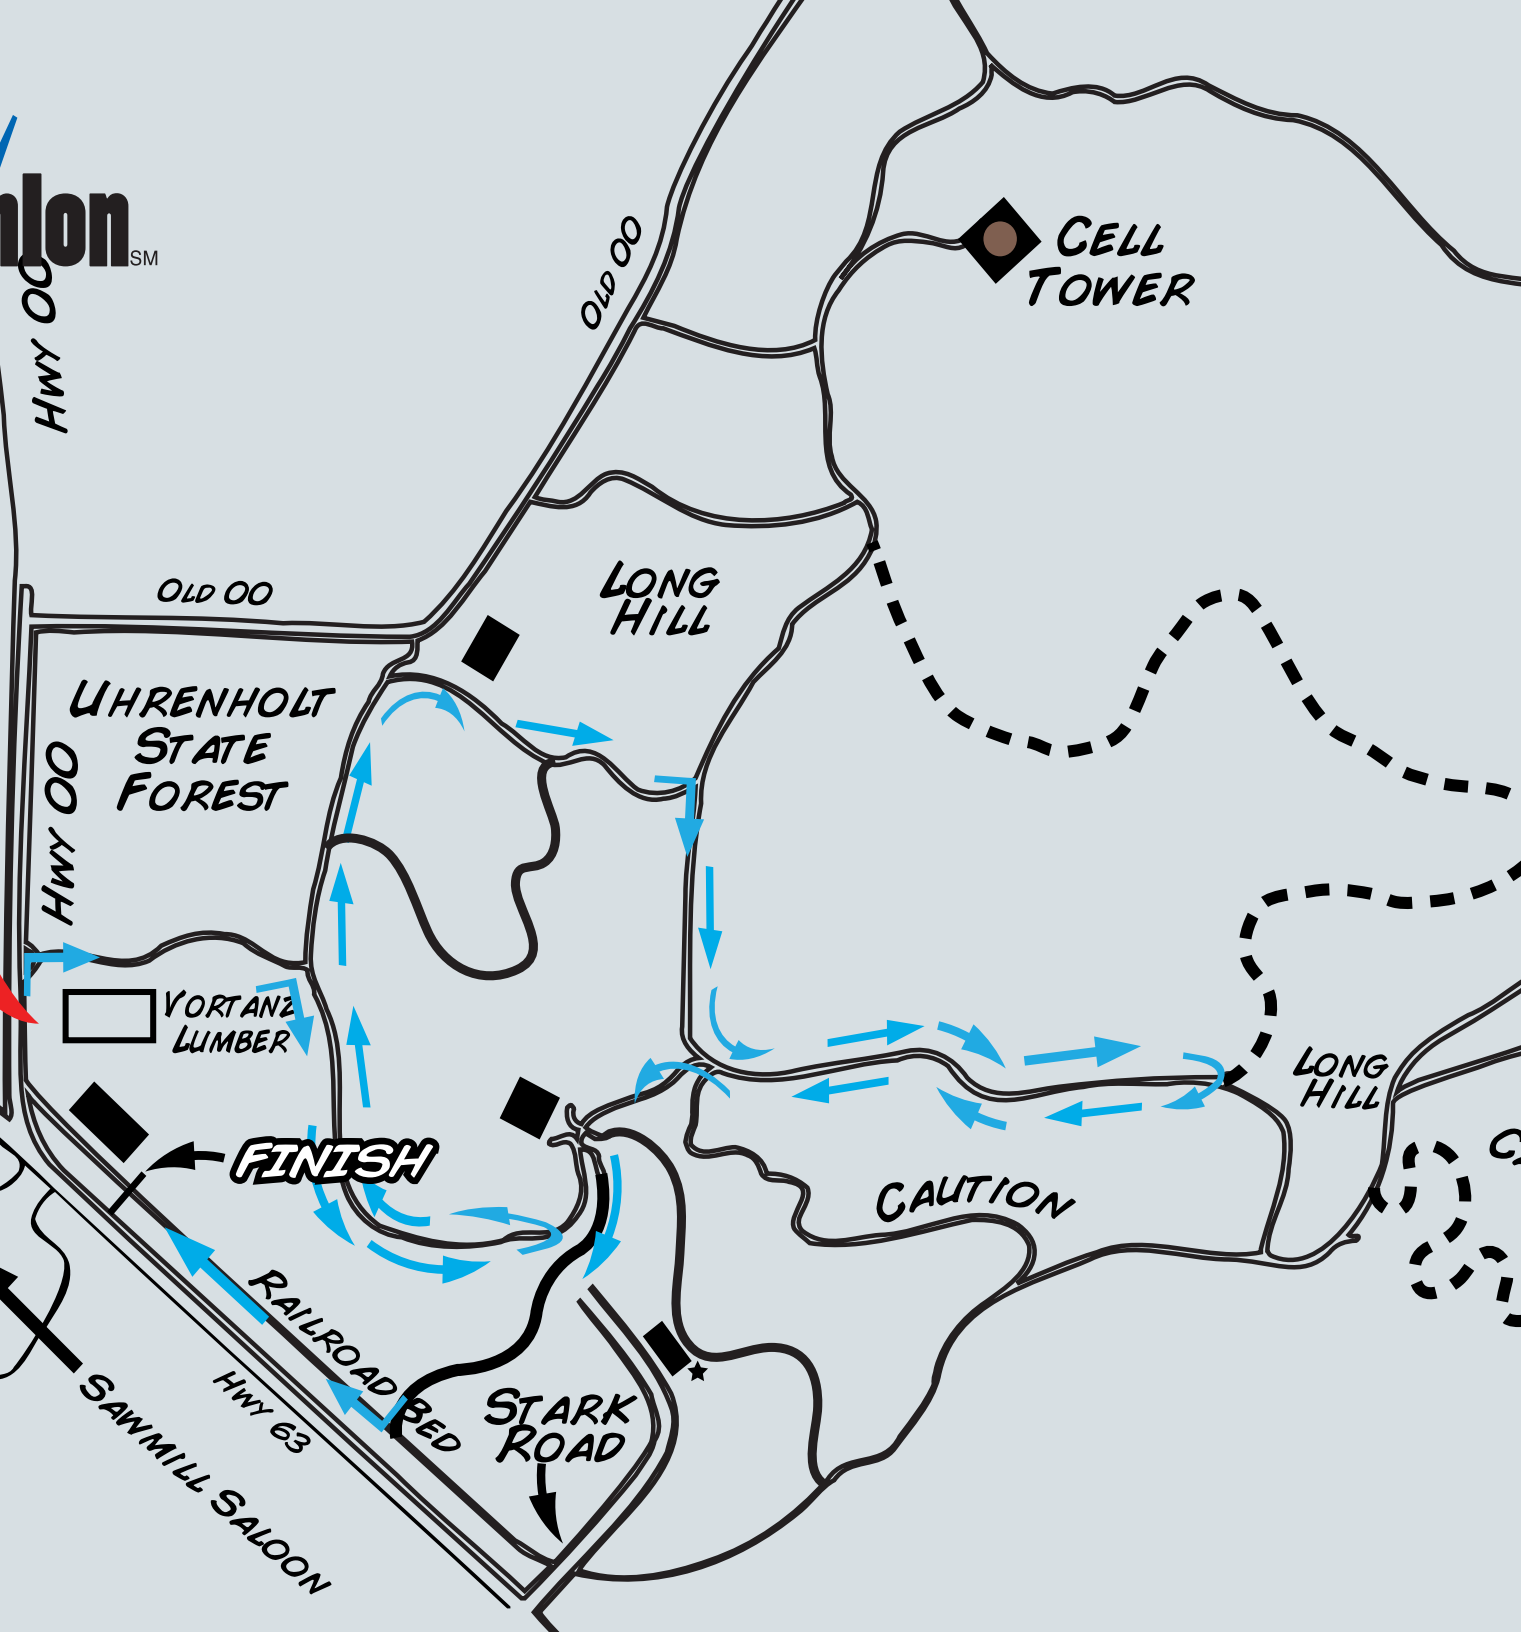 SM
HWY OO
OLD OO
CELL
TOWER
LONG
HILL
OLD OO
UHRENHOLT
STATE
FOREST
HWY OO
VORTANZ
LUMBER
LONG
HILL
FINISH
CAUTION
RAILROAD BED
HWY 63
STARK
ROAD
SAWMILL SALOON